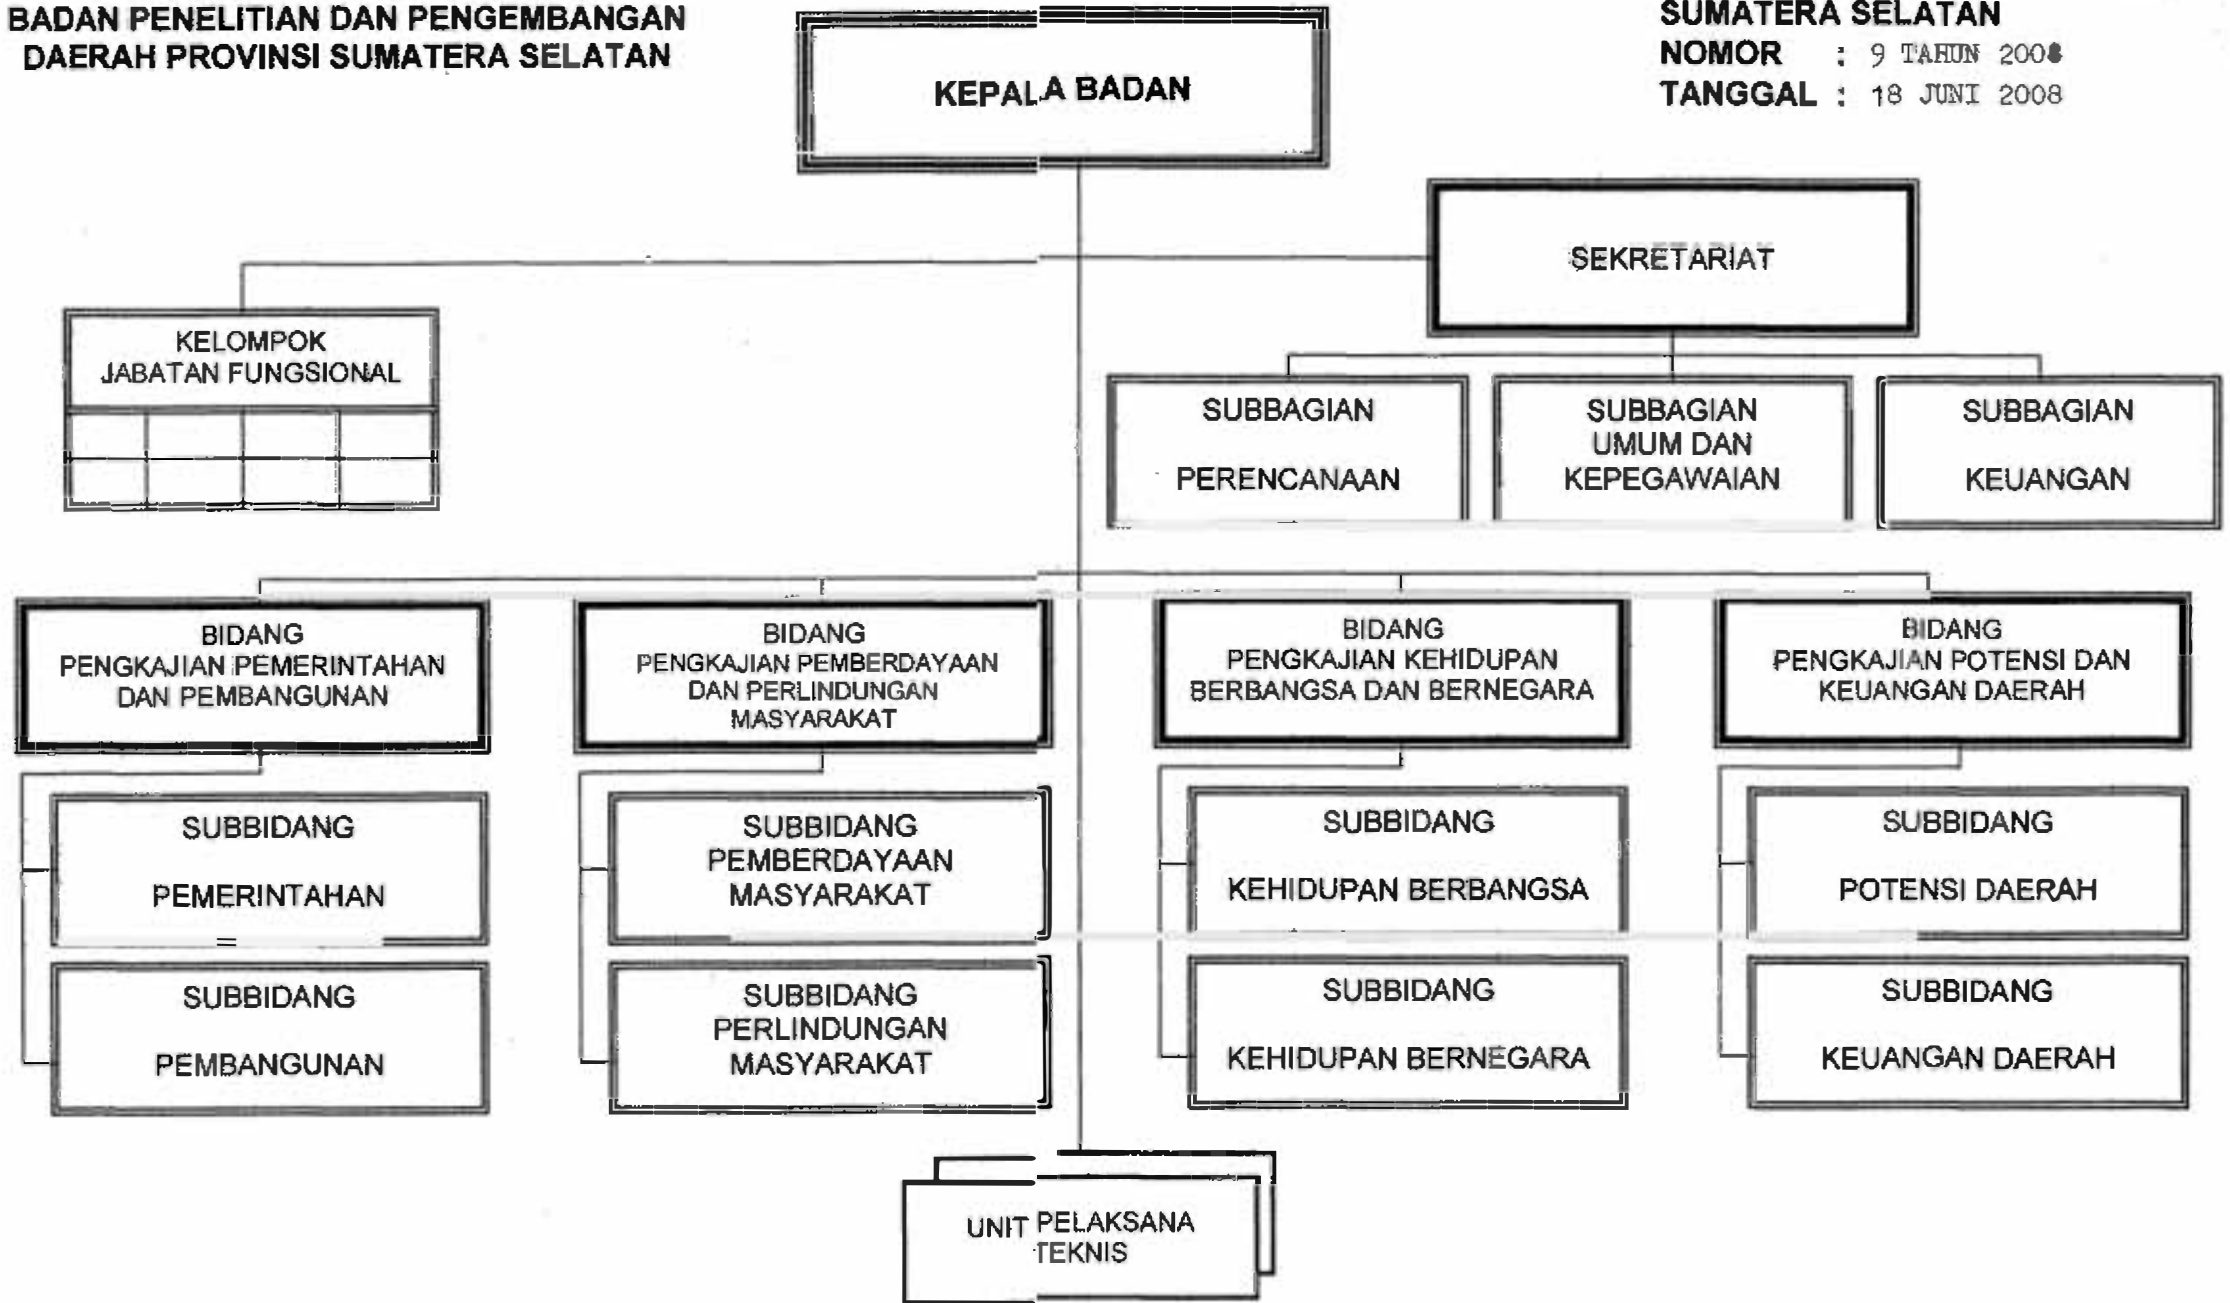 BADAN PENELITIAN DAN PENGEMBANGAN
DAERAH PROVINSI SUMATERA SELATAN
SUMATERA SELATAN
NOMOR : 9 TAHUN 2008
TANGGAL : 18 JUNI 2008
KEPALA BADAN
SEKRETARIAT
KELOMPOK
JABATAN FUNGSIONAL
SUBBAGIAN
PERENCANAAN
SUBBAGIAN
UMUM DAN
KEPEGAWAIAN
SUBBAGIAN
KEUANGAN
BIDANG
PENGKAJIAN PEMERINTAHAN
DAN PEMBANGUNAN
BIDANG
PENGKAJIAN PEMBERDAYAAN
DAN PERLINDUNGAN
MASYARAKAT
BIDANG
PENGKAJIAN KEHIDUPAN
BERBANGSA DAN BERNEGARA
BIDANG
PENGKAJIAN POTENSI DAN
KEUANGAN DAERAH
SUBBIDANG
PEMERINTAHAN
SUBBIDANG
PEMBERDAYAAN
MASYARAKAT
SUBBIDANG
KEHIDUPAN BERBANGSA
SUBBIDANG
POTENSI DAERAH
SUBBIDANG
PEMBANGUNAN
SUBBIDANG
PERLINDUNGAN
MASYARAKAT
SUBBIDANG
KEHIDUPAN BERNEGARA
SUBBIDANG
KEUANGAN DAERAH
UNIT PELAKSANA
TEKNIS